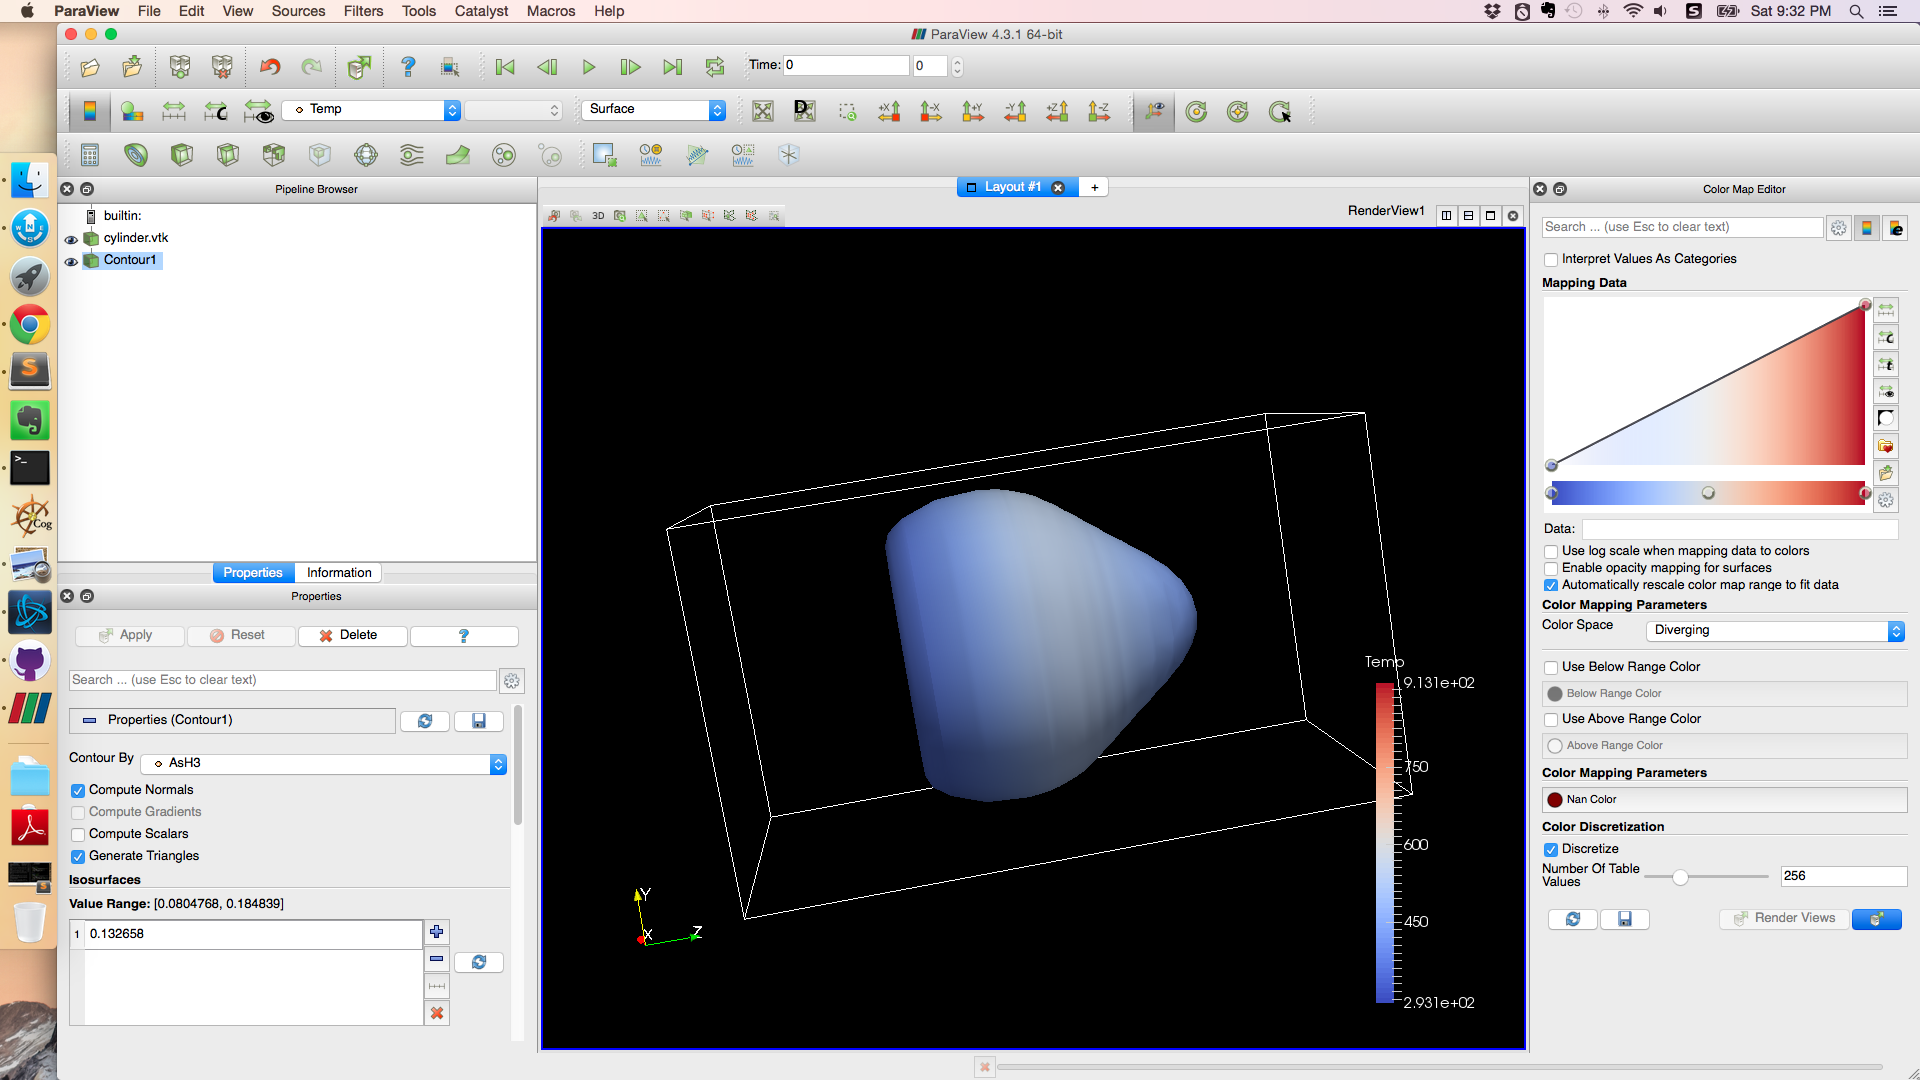 ParaView File Edit View Sources Filters Tools Catalyst Macros Help Sat 9:32 PM
ParaView 4.3.1 64-bit
Time: 0 0
Temp Surface
+X -X +Y -Y +Z -Z
Pipeline Browser
Layout #1 +
Color Map Editor
builtin:
cylinder.vtk
Contour1
3D
RenderView1
Search ... (use Esc to clear text)
Interpret Values As Categories
Mapping Data
Data:
Use log scale when mapping data to colors
Enable opacity mapping for surfaces
Automatically rescale color map range to fit data
Color Mapping Parameters
Color Space Diverging
Use Below Range Color
Below Range Color
Use Above Range Color
Above Range Color
Color Mapping Parameters
Nan Color
Color Discretization
Discretize
Number Of Table
Values
256
Render Views
Properties Information
Properties
Apply Reset Delete ?
Search ... (use Esc to clear text)
Properties (Contour1)
Contour By AsH3
Compute Normals
Compute Gradients
Compute Scalars
Generate Triangles
Isosurfaces
Value Range: [0.0804768, 0.184839]
1 0.132658
Temp
9.131e+02
750
600
450
2.931e+02
Y
X
Z
Cog